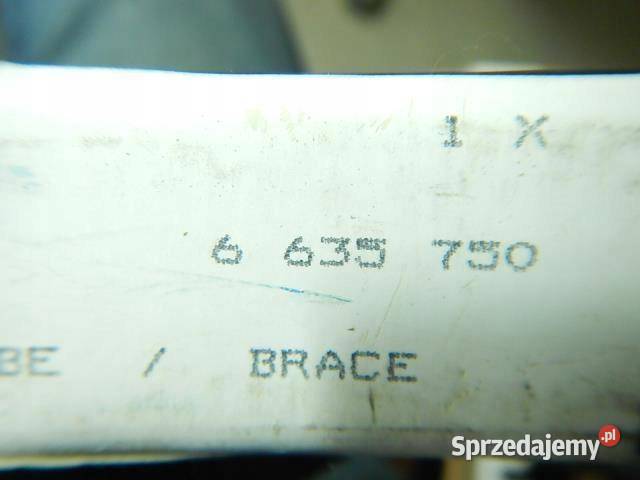 1 X
6 635 750
BE / BRACE
Sprzedajemy.pl